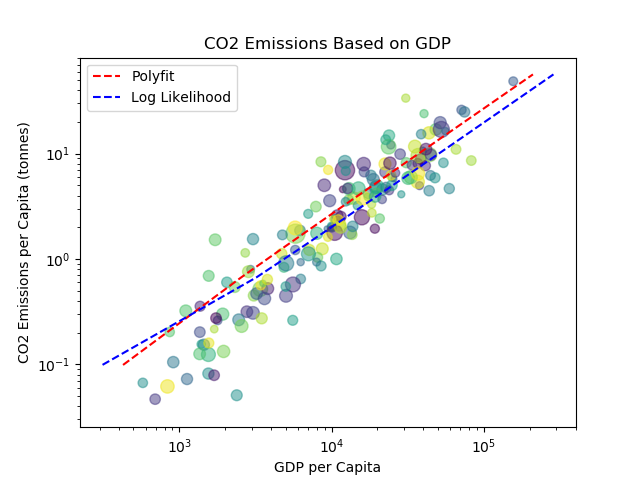 CO2 Emissions Based on GDP
Polyfit
Log Likelihood
CO2 Emissions per Capita (tonnes)
10¹
10⁰
10⁻¹
10³
10⁴
10⁵
GDP per Capita